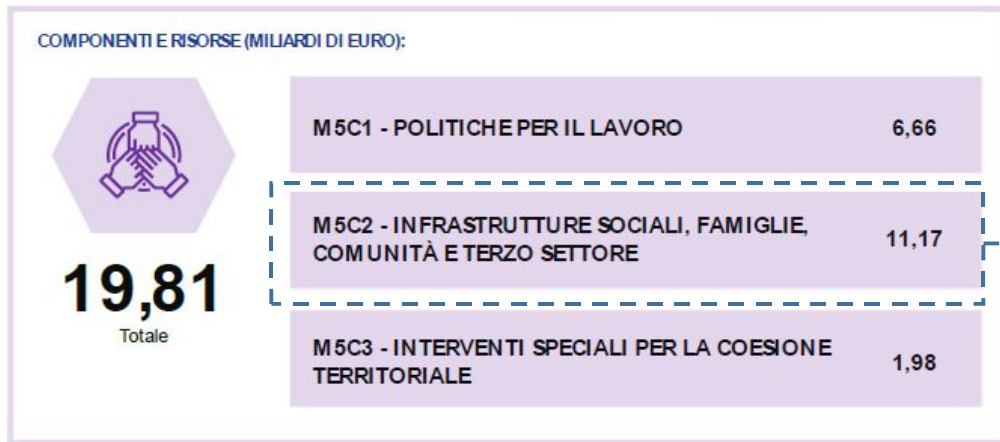 COMPONENTI E RISORSE (MILIARDI DI EURO):
M5C1 - POLITICHE PER IL LAVORO 6,66
M5C2 - INFRASTRUTTURE SOCIALI, FAMIGLIE,
COMUNITÀ E TERZO SETTORE 11,17
19,81
Totale
M5C3 - INTERVENTI SPECIALI PER LA COESIONE
TERRITORIALE 1,98